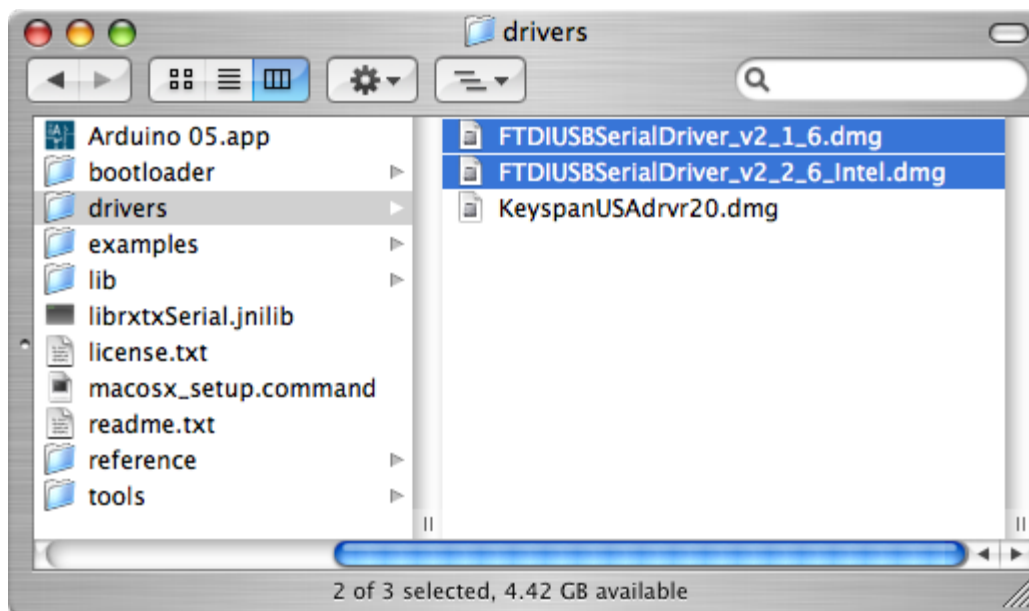 drivers
Arduino 05.app
bootloader
drivers
examples
lib
librxtxSerial.jnilib
license.txt
macosx_setup.command
readme.txt
reference
tools
FTDIUSBSerialDriver_v2_1_6.dmg
FTDIUSBSerialDriver_v2_2_6_Intel.dmg
KeyspanUSAdrvr20.dmg
2 of 3 selected, 4.42 GB available